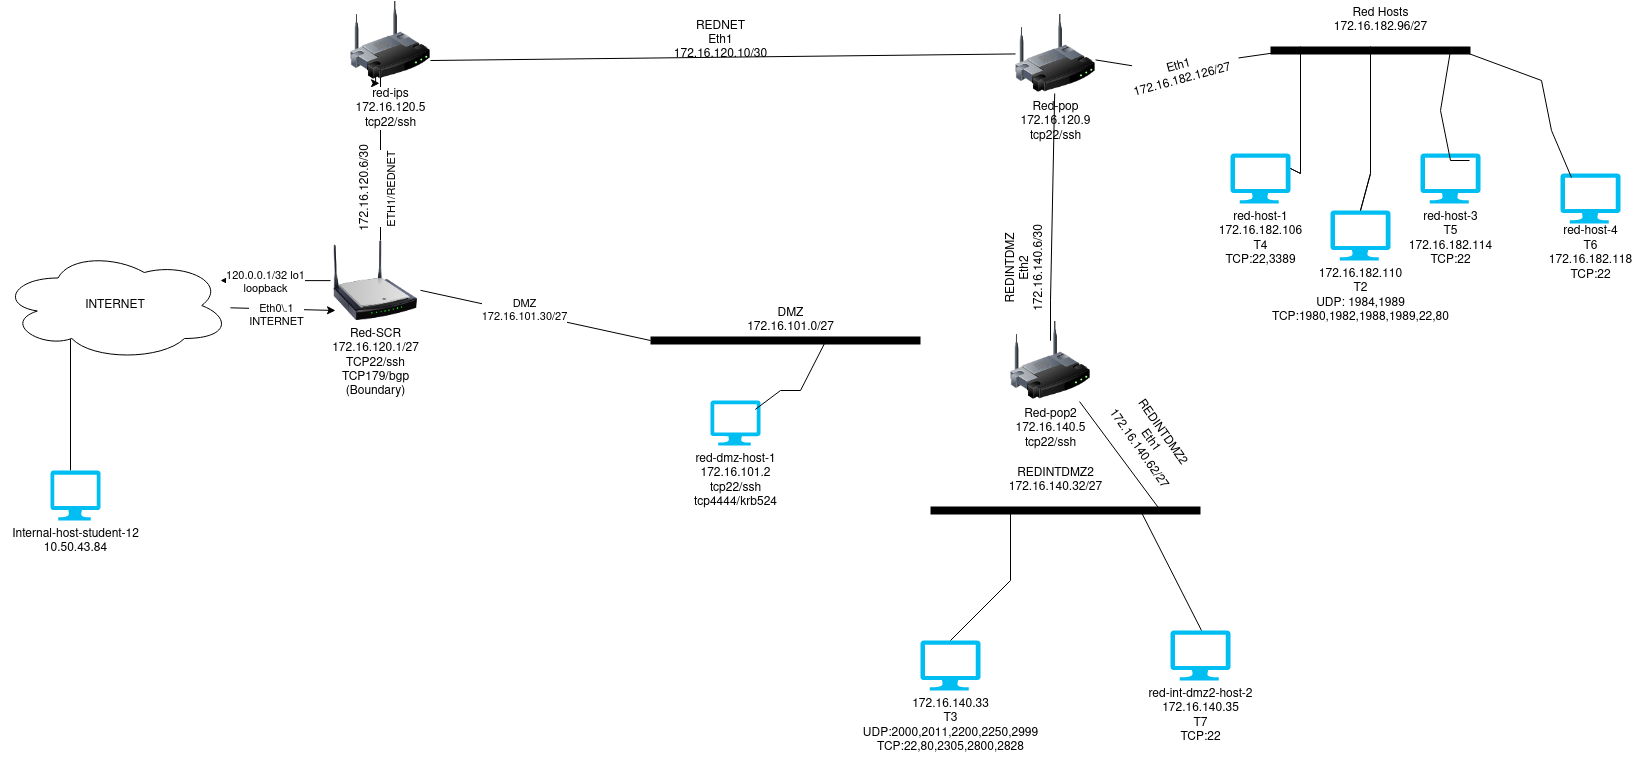 REDNET
Eth1
172.16.120.10/30
red-ips
172.16.120.5
tcp22/ssh
Red-pop
172.16.120.9
tcp22/ssh
Eth1
172.16.182.126/27
Red Hosts
172.16.182.96/27
red-host-1
172.16.182.106
T4
TCP:22,3389
172.16.182.110
T2
UDP: 1984,1989
TCP:1980,1982,1988,1989,22,80
red-host-3
T5
172.16.182.114
TCP:22
red-host-4
T6
172.16.182.118
TCP:22
172.16.120.6/30
ETH1/REDNET
INTERNET
120.0.0.1/32 lo1
loopback
Eth0\.1
INTERNET
Red-SCR
172.16.120.1/27
TCP22/ssh
TCP179/bgp
(Boundary)
DMZ
172.16.101.30/27
DMZ
172.16.101.0/27
red-dmz-host-1
172.16.101.2
tcp22/ssh
tcp4444/krb524
REDINTDMZ
Eth2
172.16.140.6/30
Red-pop2
172.16.140.5
tcp22/ssh
REDINTDMZ2
Eth1
172.16.140.62/27
REDINTDMZ2
172.16.140.32/27
Internal-host-student-12
10.50.43.84
172.16.140.33
T3
UDP:2000,2011,2200,2250,2999
TCP:22,80,2305,2800,2828
red-int-dmz2-host-2
172.16.140.35
T7
TCP:22